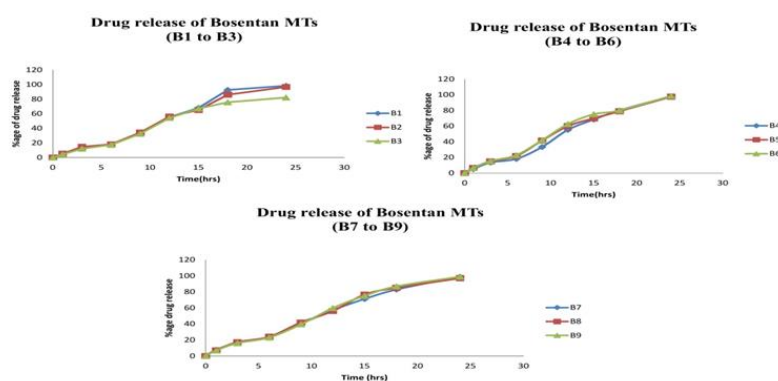 Drug release of Bosentan MTs
(B1 to B3)
%age of drug release
120
100
80
60
40
20
0
0 5 10 15 20 25 30
Time(hrs)
B1
B2
B3
Drug release of Bosentan MTs
(B4 to B6)
%age of drug release
120
100
80
60
40
20
0
0 5 10 15 20 25 30
Time(hrs)
B4
B5
B6
Drug release of Bosentan MTs
(B7 to B9)
%age drug release
120
100
80
60
40
20
0
0 5 10 15 20 25 30
Time (hrs)
B7
B8
B9